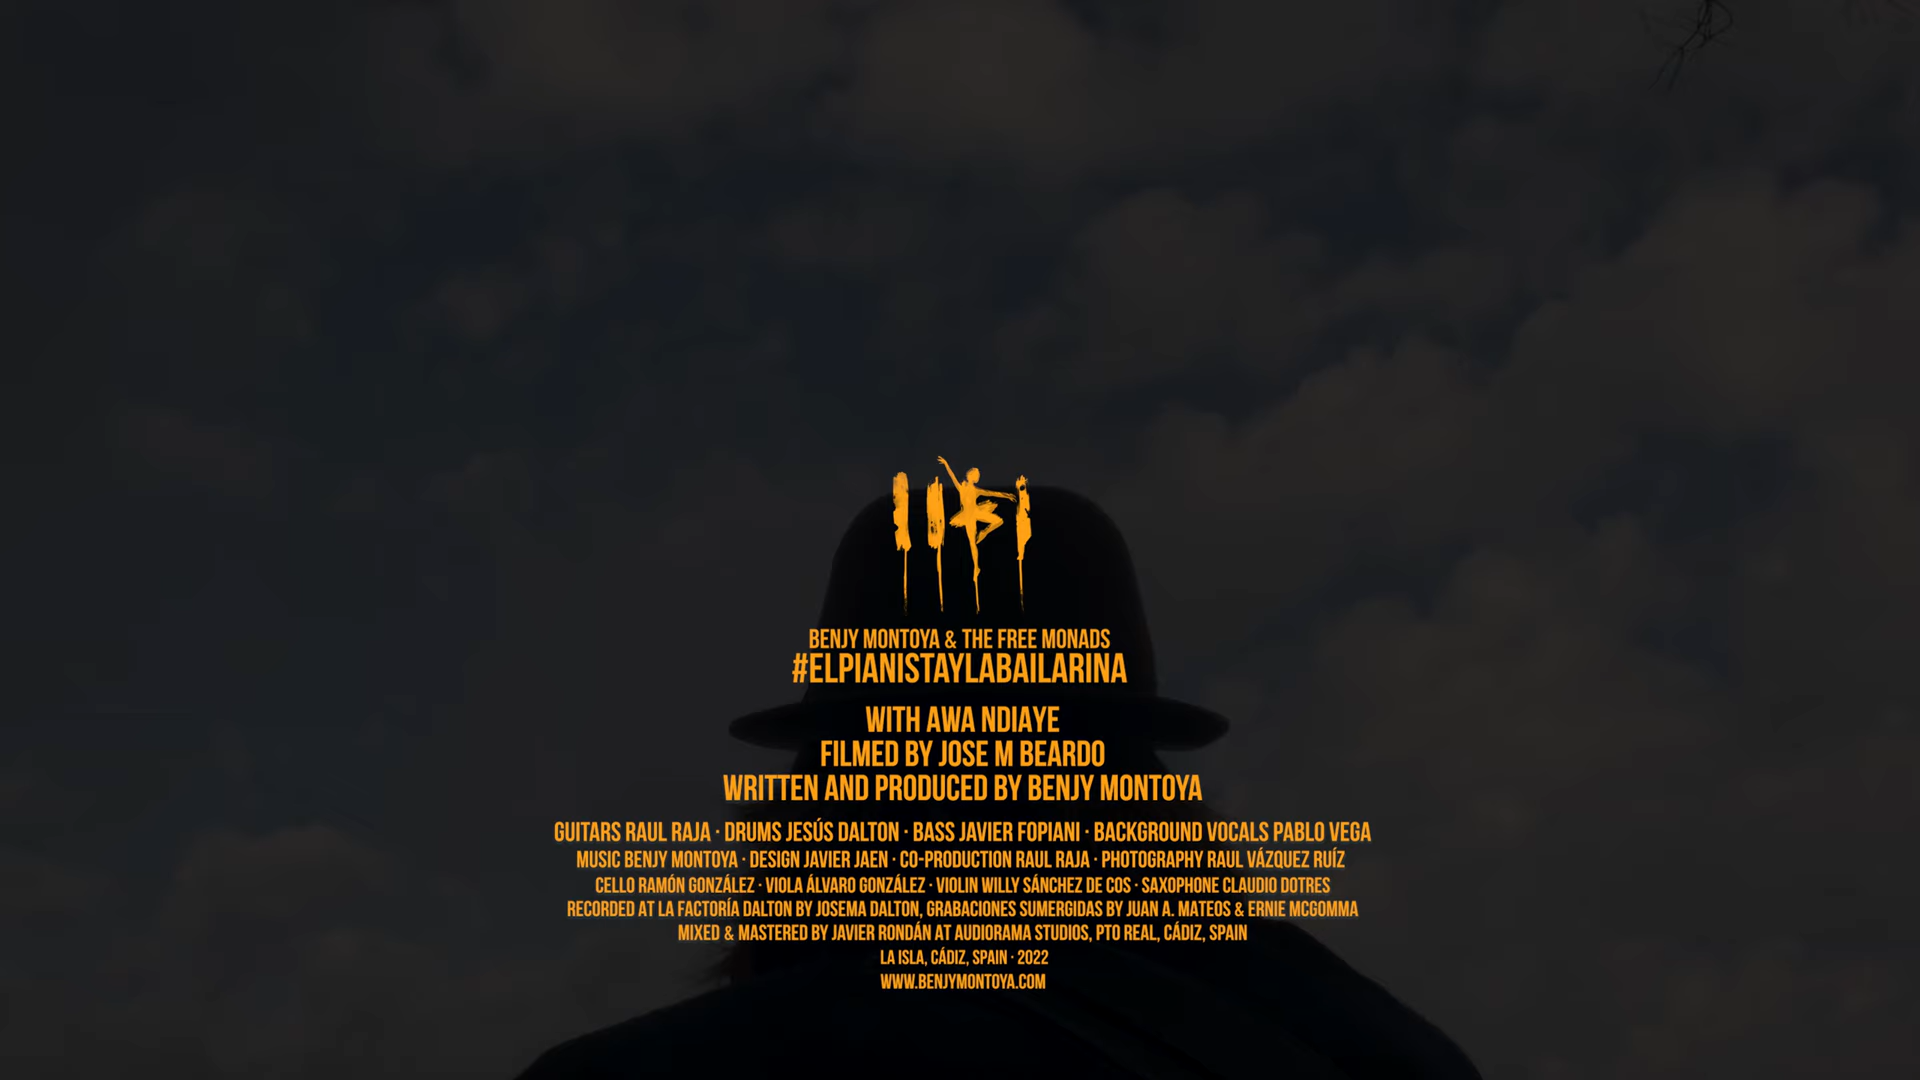 BENJY MONTOYA & THE FREE MONADS
#ELPIANISTAYLABAILARINA
WITH AWA NDIAYE
FILMED BY JOSE M BEARDO
WRITTEN AND PRODUCED BY BENJY MONTOYA
GUITARS RAUL RAJA · DRUMS JESÚS DALTON · BASS JAVIER FOPIANI · BACKGROUND VOCALS PABLO VEGA
MUSIC BENJY MONTOYA · DESIGN JAVIER JAEN · CO-PRODUCTION RAUL RAJA · PHOTOGRAPHY RAUL VÁZQUEZ RUÍZ
CELLO RAMÓN GONZÁLEZ · VIOLA ÁLVARO GONZÁLEZ · VIOLIN WILLY SÁNCHEZ DE COS · SAXOPHONE CLAUDIO DOTRES
RECORDED AT LA FACTORÍA DALTON BY JOSEMA DALTON, GRABACIONES SUMERGIDAS BY JUAN A. MATEOS & ERNIE MCGOMMA
MIXED & MASTERED BY JAVIER RONDÁN AT AUDIORAMA STUDIOS, PTO REAL, CÁDIZ, SPAIN
LA ISLA, CÁDIZ, SPAIN · 2022
WWW.BENJYMONTOYA.COM